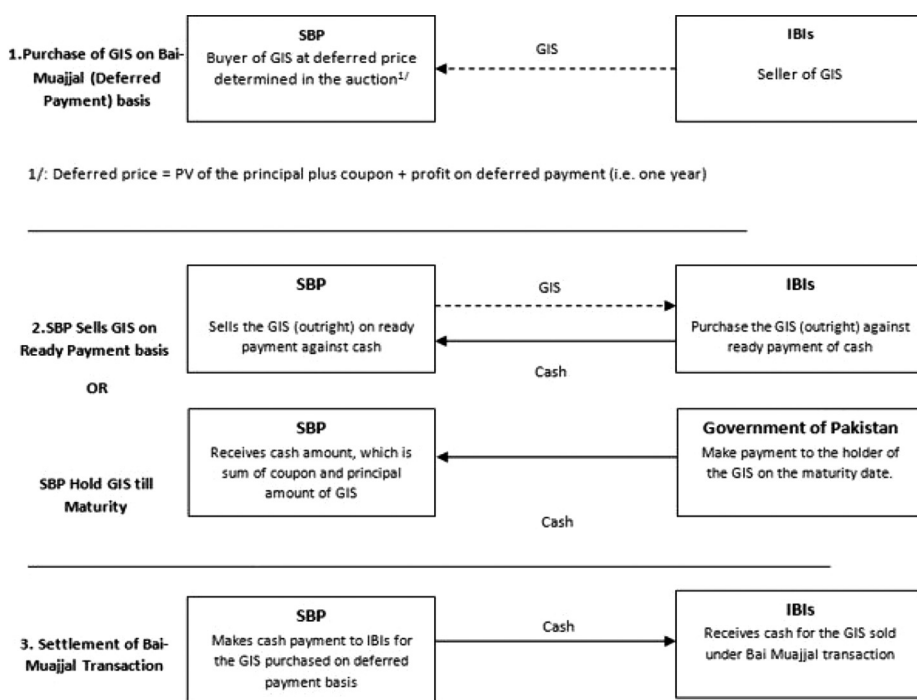 1.Purchase of GIS on Bai-
Muajjal (Deferred
Payment) basis
SBP
Buyer of GIS at deferred price
determined in the auction1/
GIS
IBIs
Seller of GIS
1/: Deferred price = PV of the principal plus coupon + profit on deferred payment (i.e. one year)
2.SBP Sells GIS on
Ready Payment basis
OR
SBP
Sells the GIS (outright) on ready
payment against cash
GIS
Cash
IBIs
Purchase the GIS (outright) against
ready payment of cash
SBP Hold GIS till
Maturity
SBP
Receives cash amount, which is
sum of coupon and principal
amount of GIS
Cash
Government of Pakistan
Make payment to the holder of
the GIS on the maturity date.
3. Settlement of Bai-
Muajjal Transaction
SBP
Makes cash payment to IBIs for
the GIS purchased on deferred
payment basis
Cash
IBIs
Receives cash for the GIS sold
under Bai Muajjal transaction